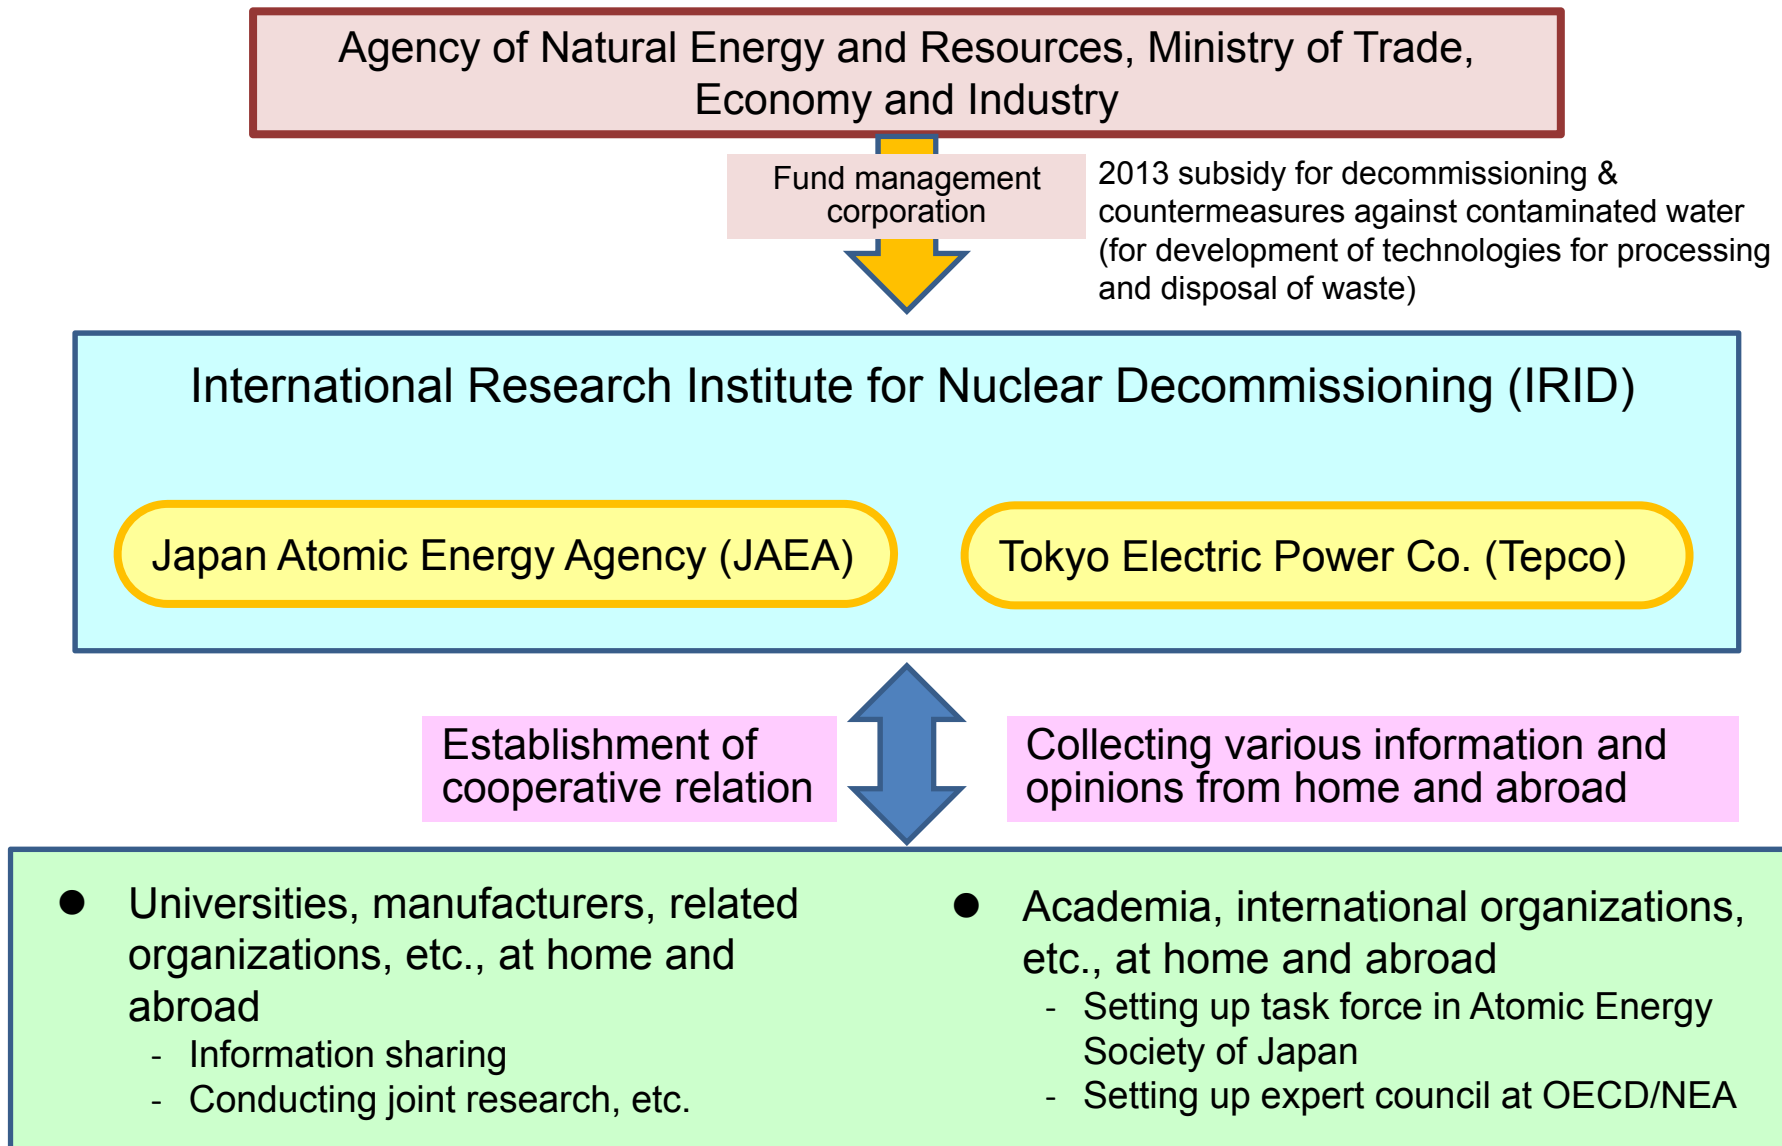 Agency of Natural Energy and Resources, Ministry of Trade,
Economy and Industry
Fund management
corporation
2013 subsidy for decommissioning &
countermeasures against contaminated water
(for development of technologies for processing
and disposal of waste)
International Research Institute for Nuclear Decommissioning (IRID)
Japan Atomic Energy Agency (JAEA)
Tokyo Electric Power Co. (Tepco)
Establishment of
cooperative relation
Collecting various information and
opinions from home and abroad
● Universities, manufacturers, related
organizations, etc., at home and
abroad
- Information sharing
- Conducting joint research, etc.
● Academia, international organizations,
etc., at home and abroad
- Setting up task force in Atomic Energy
Society of Japan
- Setting up expert council at OECD/NEA